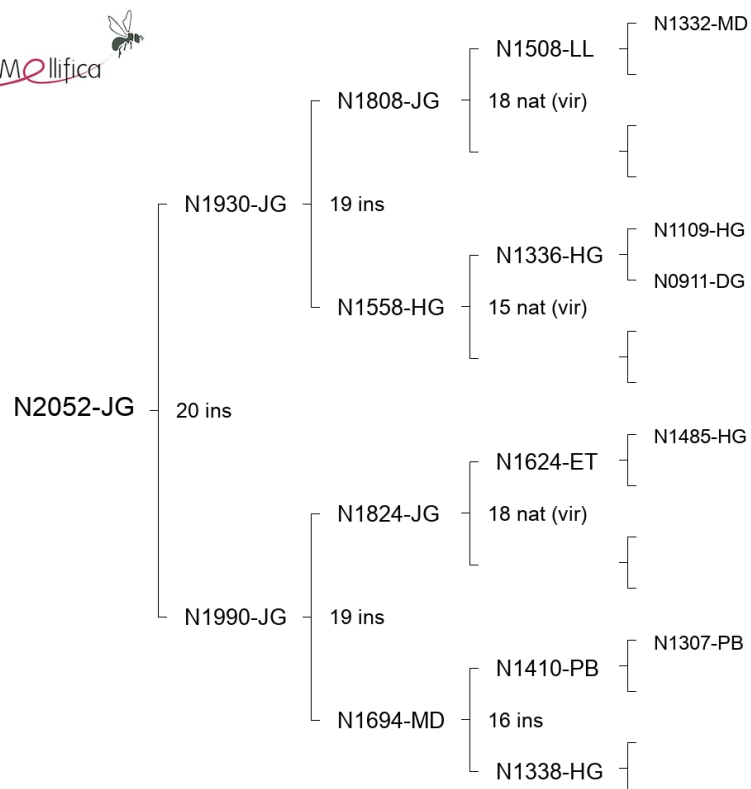 Mellifica
N1332-MD
N1508-LL
N1808-JG
18 nat (vir)
N1930-JG
19 ins
N1109-HG
N1336-HG
N0911-DG
N1558-HG
15 nat (vir)
N2052-JG
20 ins
N1485-HG
N1624-ET
N1824-JG
18 nat (vir)
N1990-JG
19 ins
N1307-PB
N1410-PB
N1694-MD
16 ins
N1338-HG